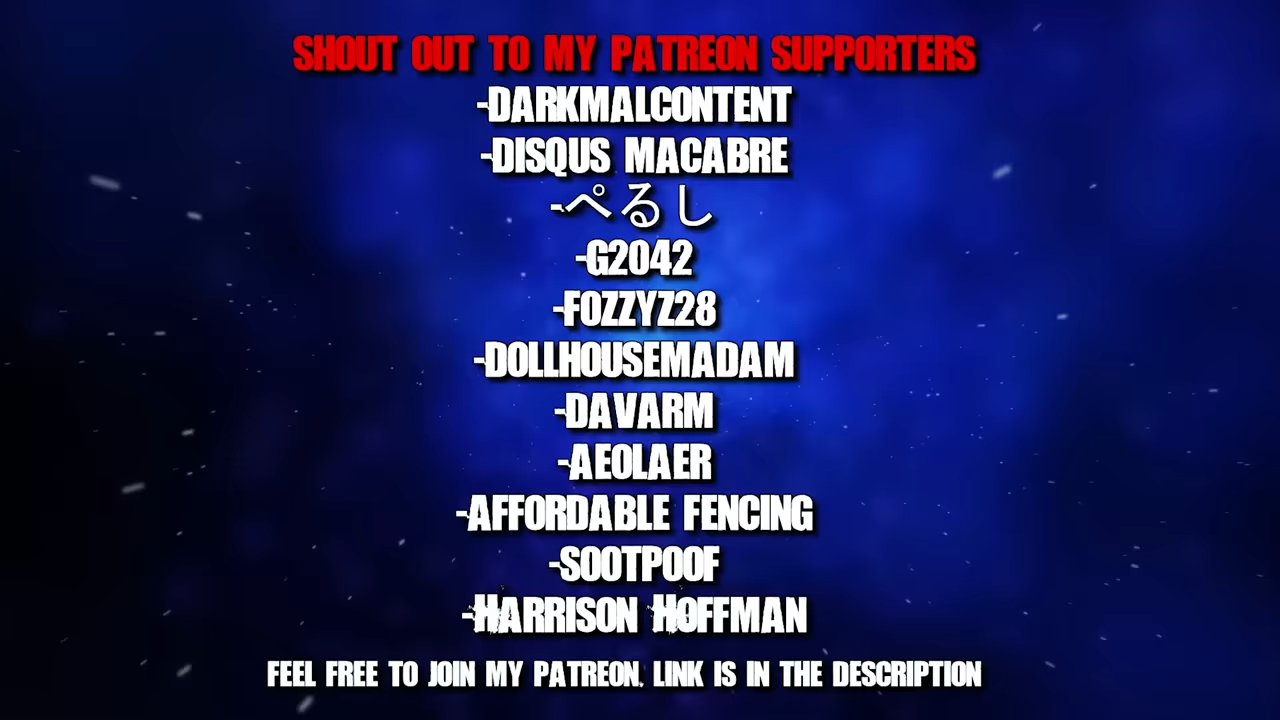 SHOUT OUT TO MY PATREON SUPPORTERS
-DARKMALCONTENT
-DISQUS MACABRE
-ぺるし
-G2042
-FOZZYZ28
-DOLLHOUSEMADAM
-DAVARM
-AEOLAER
-AFFORDABLE FENCING
-SOOTPOOF
-HARRISON HOFFMAN
FEEL FREE TO JOIN MY PATREON. LINK IS IN THE DESCRIPTION